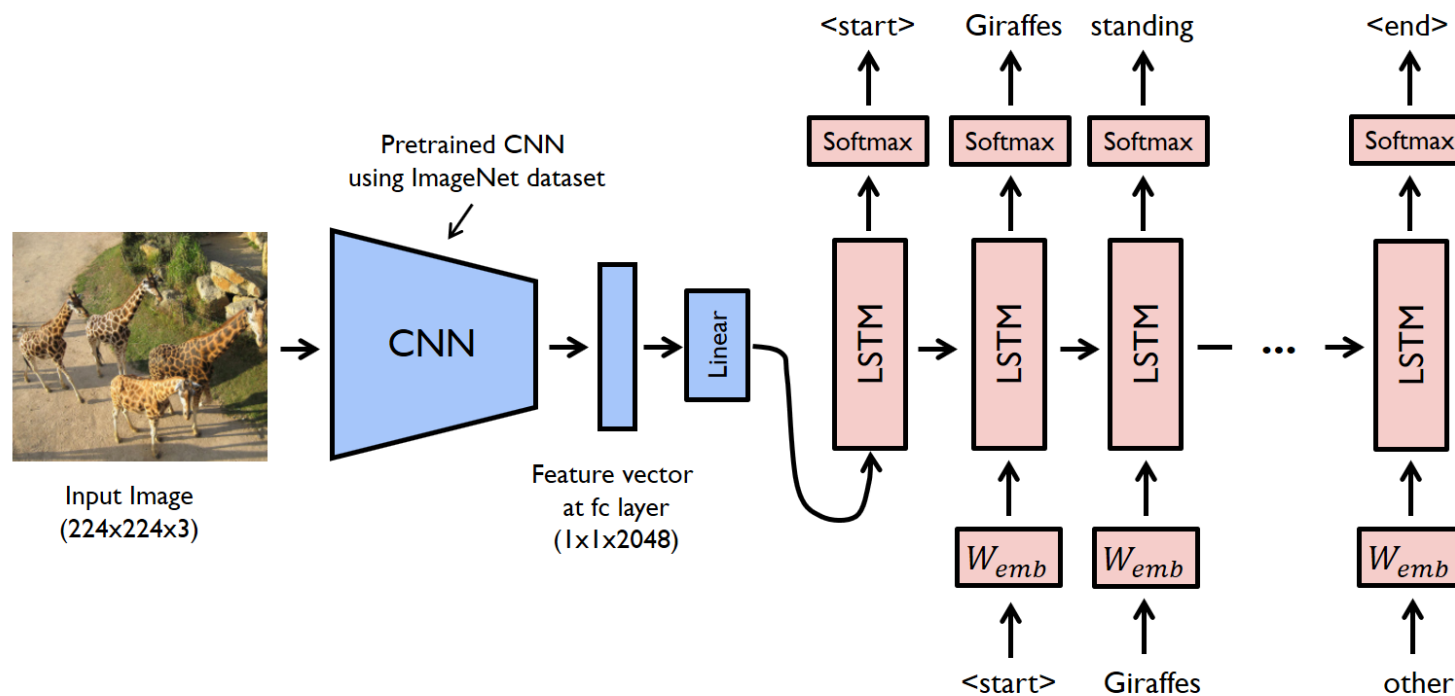 <start> Giraffes standing <end>
Softmax Softmax Softmax Softmax
Pretrained CNN
using ImageNet dataset
CNN
Linear
LSTM LSTM LSTM ... LSTM
Input Image
(224x224x3)
Feature vector
at fc layer
(1x1x2048)
W_emb W_emb W_emb
<start> Giraffes other